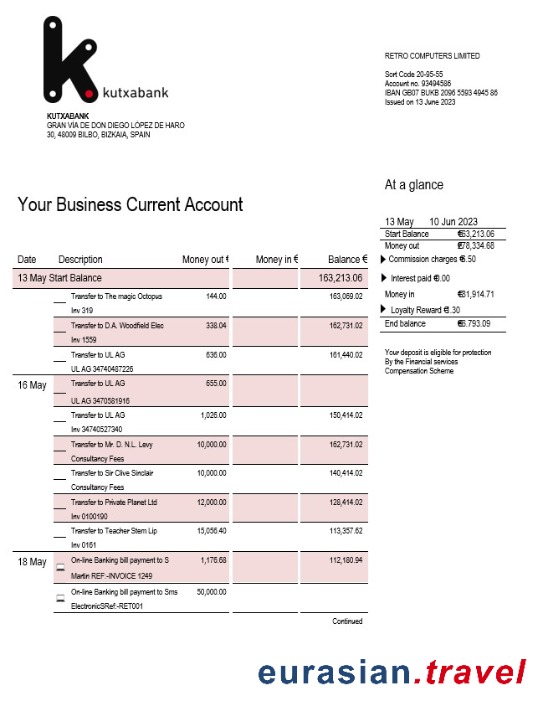 kutxabank
KUTXABANK
GRAN VIA DE DON DIEGO LÓPEZ DE HARO
30, 48009 BILBO, BIZKAIA, SPAIN
RETRO COMPUTERS LIMITED
Sort Code 20-95-55
Account no. 93494586
IBAN GB07 BUKB 2096 5593 4945 86
Issued on 13 June 2023
At a glance
Your Business Current Account
13 May 10 Jun 2023
Start Balance €63,213.06
Money out €78,334.68
Commission charges €6.50
Interest paid €0.00
Money in €81,914.71
Loyalty Reward €1.30
End balance €6.793.09
Your deposit is eligible for protection
By the Financial services
Compensation Scheme
Date Description Money out € Money in € Balance €
13 May Start Balance 163,213.06
Transfer to The magic Octopus 144.00 163,069.02
Inv 319
Transfer to D.A. Woodfield Elec 338.04 162,731.02
Inv 1559
Transfer to UL AG 636.00 161,440.02
UL AG 34740487226
16 May Transfer to UL AG 655.00
UL AG 3470581916
Transfer to UL AG 1,026.00 150,414.02
Inv 34740527340
Transfer to Mr. D. N.L. Levy 10,000.00 162,731.02
Consultancy Fees
Transfer to Sir Clive Sinclair 10,000.00 140,414.02
Consultancy Fees
Transfer to Private Planet Ltd 12,000.00 128,414.02
Inv 0100190
Transfer to Teacher Stem Lip 15,056.40 113,357.62
Inv 0161
18 May On-line Banking bill payment to S 1,176.68 112,180.94
Martin REF:-INVOICE 1249
On-line Banking bill payment to Sms 50,000.00
ElectronicSRef:-RET001
Continued
eurasian.travel